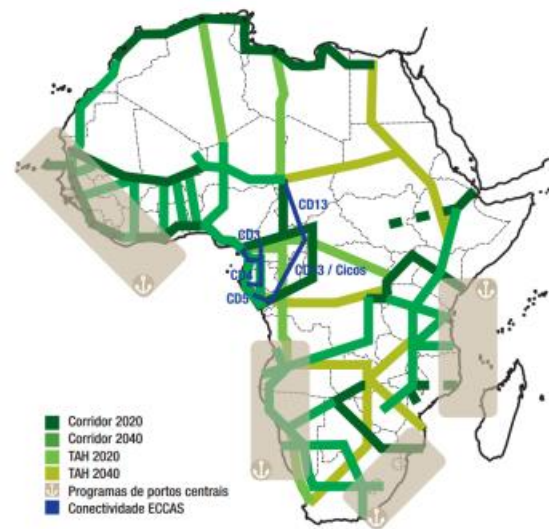 CD13
CD3
CD13 / Cicos
CD4
CD5
Corridor 2020
Corridor 2040
TAH 2020
TAH 2040
Programas de portos centrais
Conectividade ECCAS